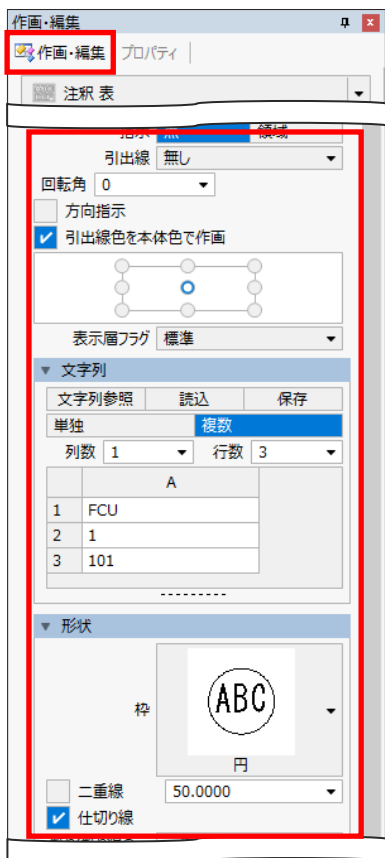 作画・編集
作画・編集 プロパティ
注釈 表
無 領域
引出線 無し
回転角 0
方向指示
引出線色を本体色で作画
表示層フラグ 標準
文字列
文字列参照 読込 保存
単独 複数
列数 1 行数 3
A
1 FCU
2 1
3 101
形状
枠 ABC
円
二重線 50.0000
仕切り線